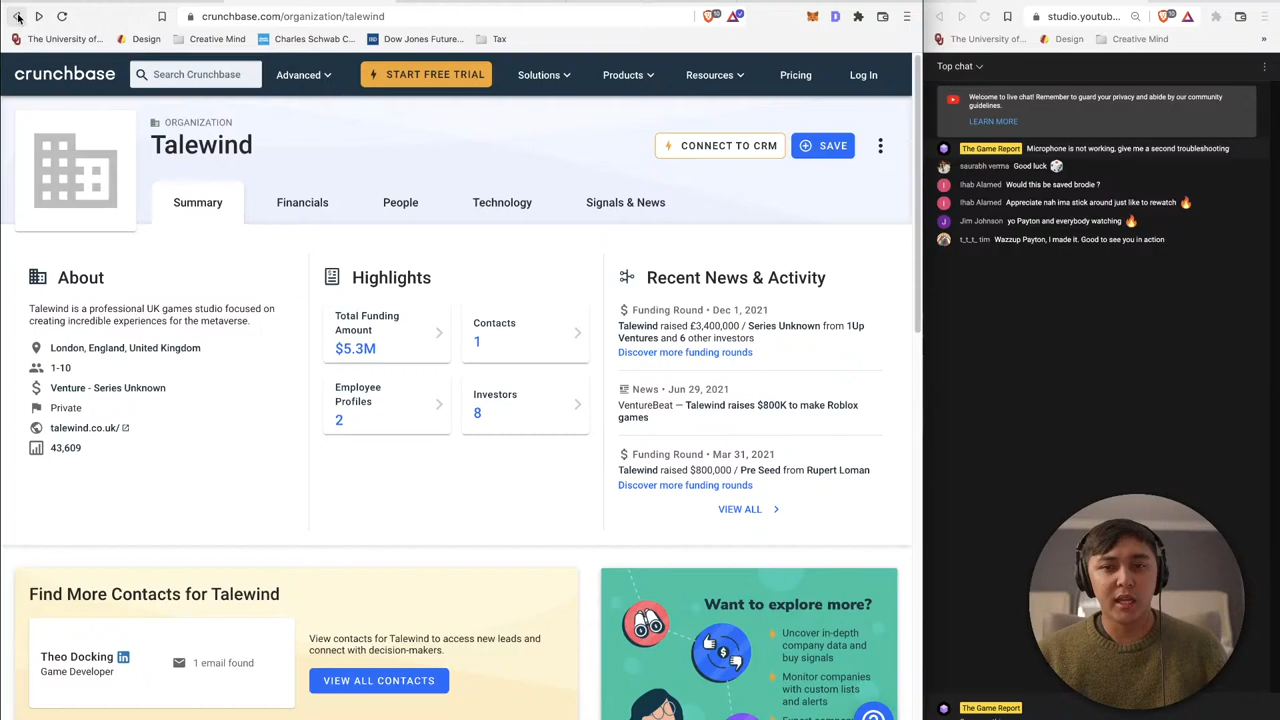 crunchbase.com/organization/talewind
The University of...
Design
Creative Mind
Charles Schwab C...
Dow Jones Future...
Tax
crunchbase
Search Crunchbase
Advanced
START FREE TRIAL
Solutions
Products
Resources
Pricing
Log In
ORGANIZATION
Talewind
CONNECT TO CRM
SAVE
Summary
Financials
People
Technology
Signals & News
About
Talewind is a professional UK games studio focused on
creating incredible experiences for the metaverse.
London, England, United Kingdom
1-10
Venture - Series Unknown
Private
talewind.co.uk/
43,609
Highlights
Total Funding
Amount
$5.3M
Contacts
1
Employee
Profiles
2
Investors
8
Recent News & Activity
Funding Round • Dec 1, 2021
Talewind raised £3,400,000 / Series Unknown from 1Up
Ventures and 6 other investors
Discover more funding rounds
News • Jun 29, 2021
VentureBeat — Talewind raises $800K to make Roblox
games
Funding Round • Mar 31, 2021
Talewind raised $800,000 / Pre Seed from Rupert Loman
Discover more funding rounds
VIEW ALL
Find More Contacts for Talewind
Theo Docking in
Game Developer
1 email found
View contacts for Talewind to access new leads and
connect with decision-makers.
VIEW ALL CONTACTS
Want to explore more?
Uncover in-depth
company data and
buy signals
Monitor companies
with custom lists
and alerts
studio.youtub...
The University of...
Design
Creative Mind
»
Top chat
Welcome to live chat! Remember to guard your privacy and abide by our community
guidelines.
LEARN MORE
The Game Report Microphone is not working, give me a second troubleshooting
saurabh verma Good luck
Ihab Alamed Would this be saved brodie ?
Ihab Alamed Appreciate nah ima stick around just like to rewatch
Jim Johnson yo Payton and everybody watching
t_t_t_ tim Wazzup Payton, I made it. Good to see you in action
The Game Report